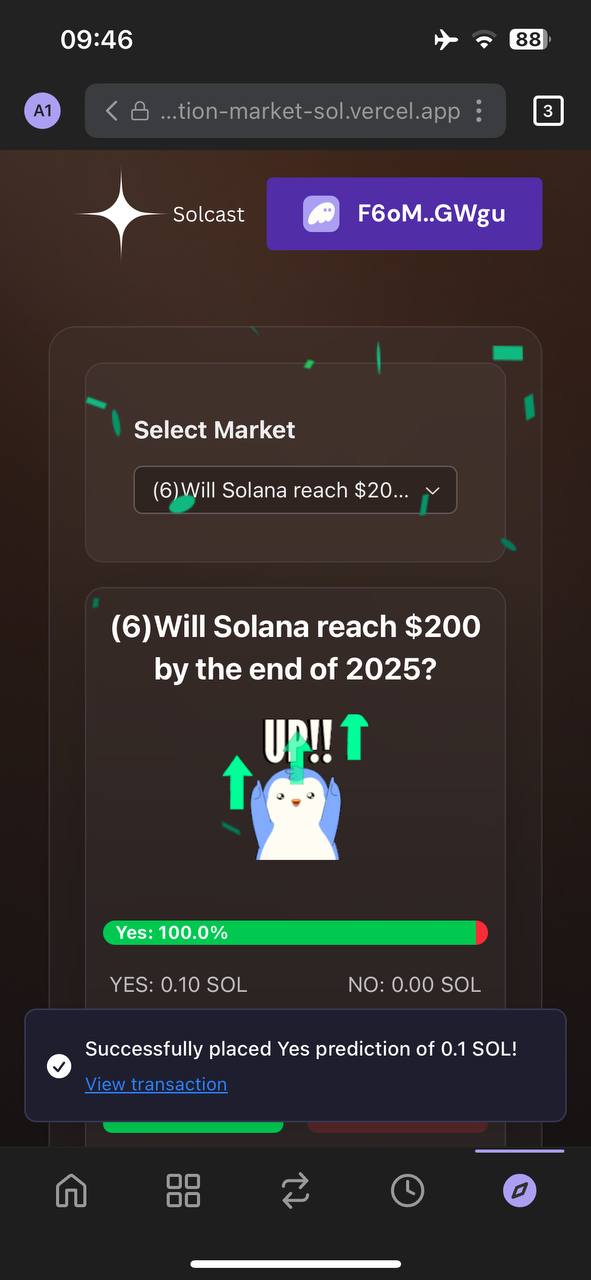 09:46
88
A1
...tion-market-sol.vercel.app
3
Solcast
F6oM..GWgu
Select Market
(6)Will Solana reach $20...
(6)Will Solana reach $200
by the end of 2025?
UP!!
Yes: 100.0%
YES: 0.10 SOL
NO: 0.00 SOL
Successfully placed Yes prediction of 0.1 SOL!
View transaction